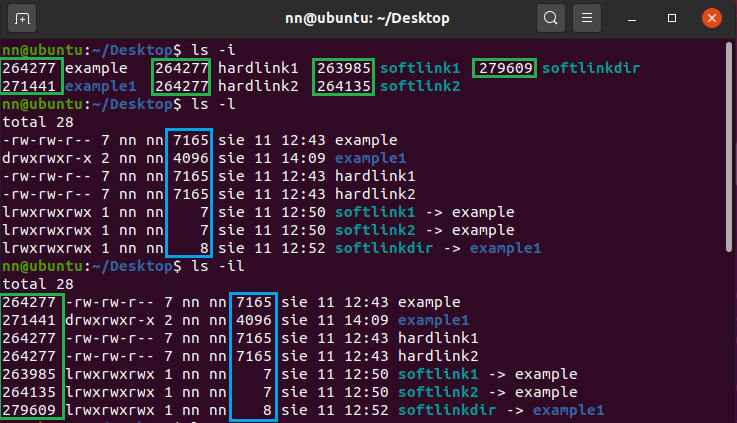 nn@ubuntu: ~/Desktop
nn@ubuntu:~/Desktop$ ls -i
264277 example 264277 hardlink1 263985 softlink1 279609 softlinkdir
271441 example1 264277 hardlink2 264135 softlink2
nn@ubuntu:~/Desktop$ ls -l
total 28
-rw-rw-r-- 7 nn nn 7165 sie 11 12:43 example
drwxrwxr-x 2 nn nn 4096 sie 11 14:09 example1
-rw-rw-r-- 7 nn nn 7165 sie 11 12:43 hardlink1
-rw-rw-r-- 7 nn nn 7165 sie 11 12:43 hardlink2
lrwxrwxrwx 1 nn nn 7 sie 11 12:50 softlink1 -> example
lrwxrwxrwx 1 nn nn 7 sie 11 12:50 softlink2 -> example
lrwxrwxrwx 1 nn nn 8 sie 11 12:52 softlinkdir -> example1
nn@ubuntu:~/Desktop$ ls -il
total 28
264277 -rw-rw-r-- 7 nn nn 7165 sie 11 12:43 example
271441 drwxrwxr-x 2 nn nn 4096 sie 11 14:09 example1
264277 -rw-rw-r-- 7 nn nn 7165 sie 11 12:43 hardlink1
264277 -rw-rw-r-- 7 nn nn 7165 sie 11 12:43 hardlink2
263985 lrwxrwxrwx 1 nn nn 7 sie 11 12:50 softlink1 -> example
264135 lrwxrwxrwx 1 nn nn 7 sie 11 12:50 softlink2 -> example
279609 lrwxrwxrwx 1 nn nn 8 sie 11 12:52 softlinkdir -> example1